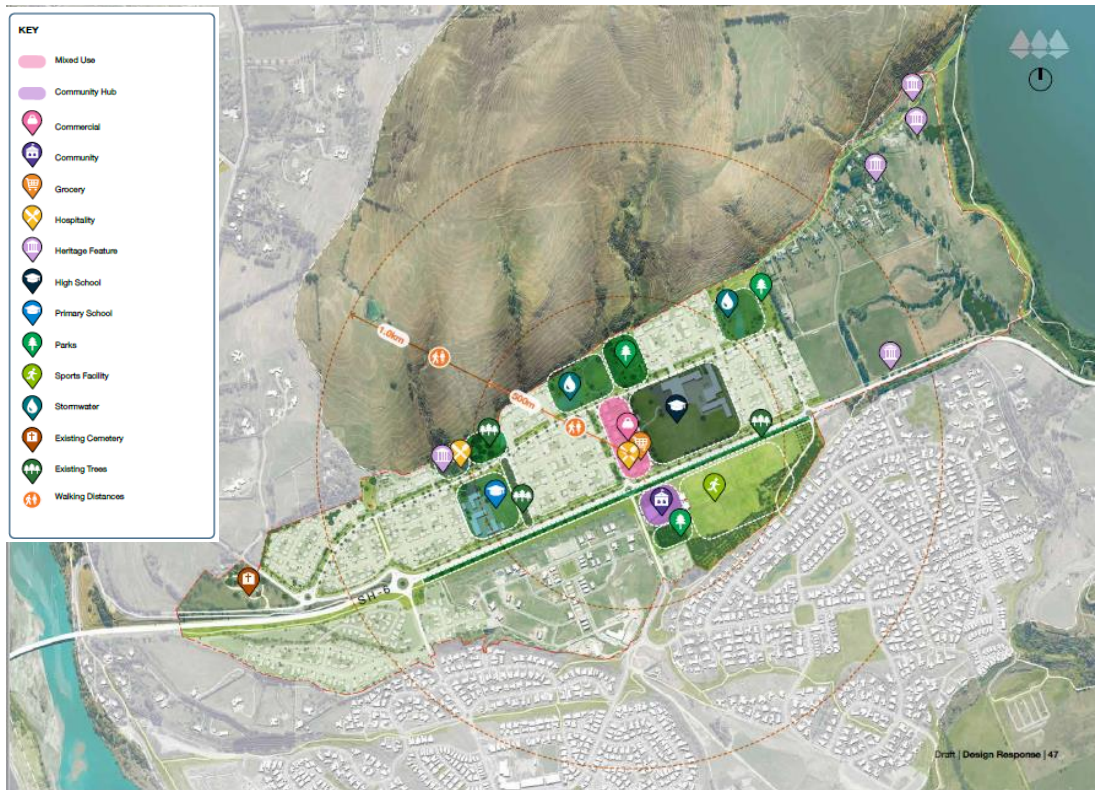 KEY
Mixed Use
Community Hub
Commercial
Community
Grocery
Hospitality
Heritage Feature
High School
Primary School
Parks
Sports Facility
Stormwater
Existing Cemetery
Existing Trees
Walking Distances
1.0km
500m
SH-6
Draft | Design Response | 47